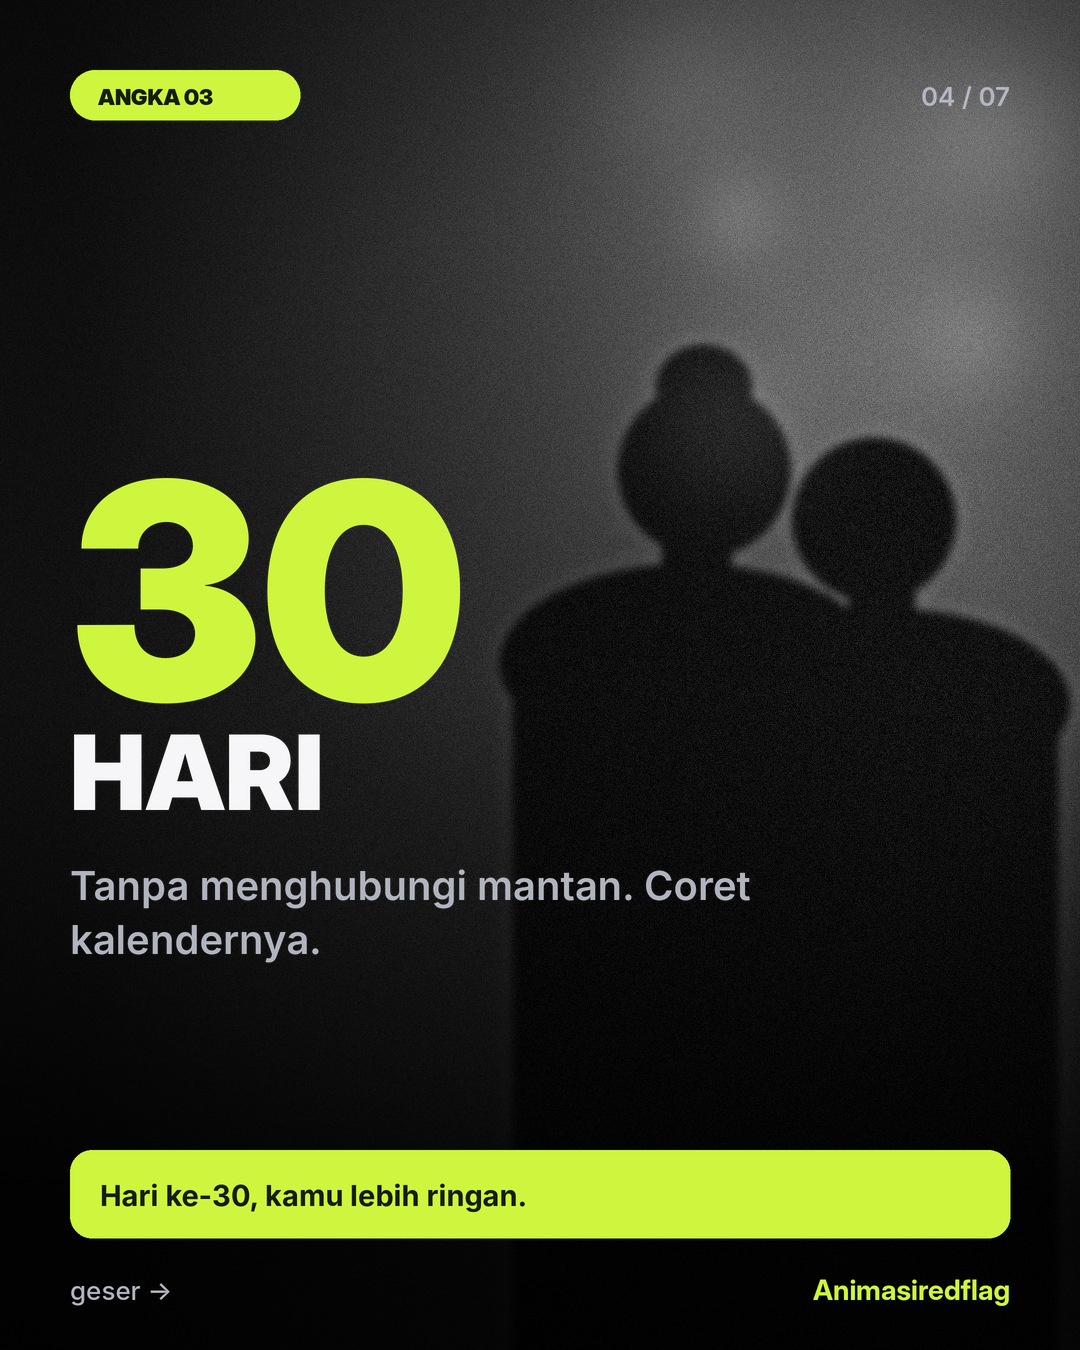 ANGKA 03
04 / 07
30
HARI
Tanpa menghubungi mantan. Coret
kalendernya.
Hari ke-30, kamu lebih ringan.
geser →
Animasiredflag